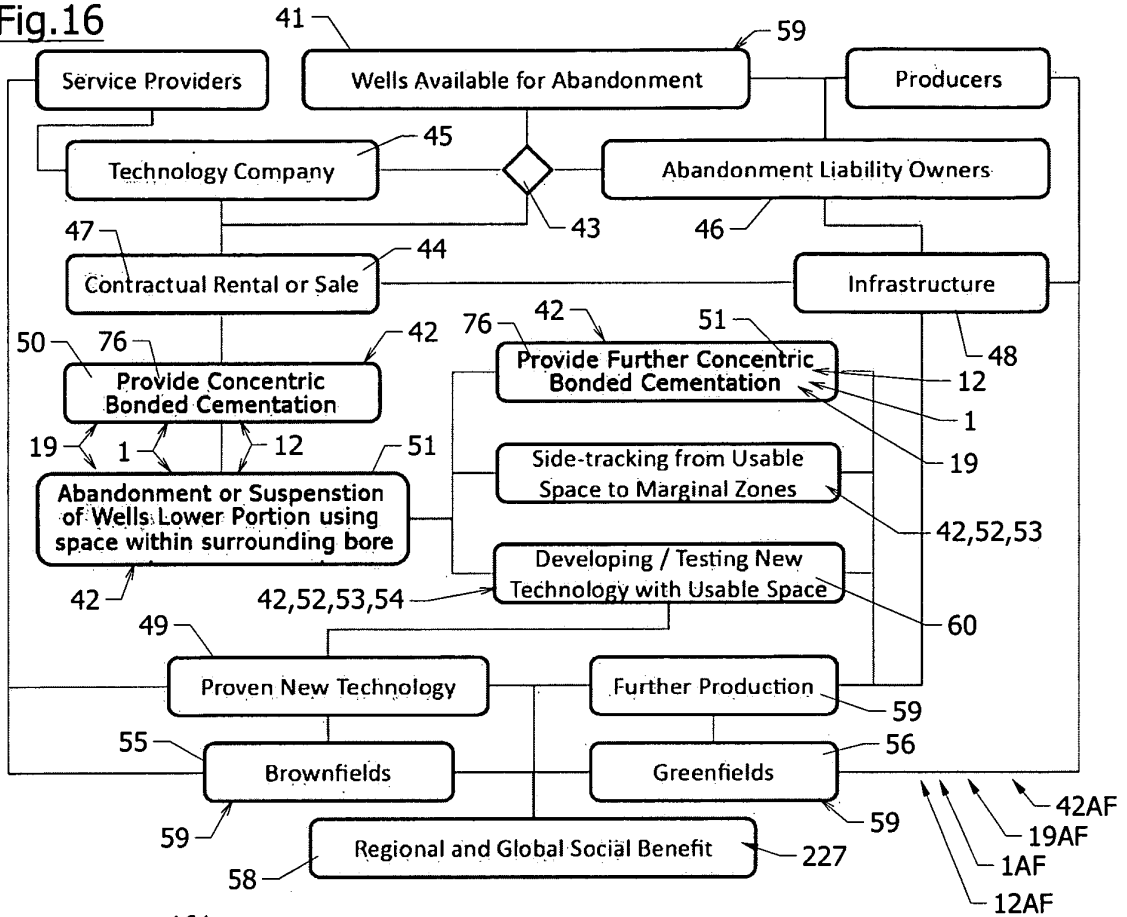 Fig.16
41
59
Service Providers
Wells Available for Abandonment
Producers
45
Technology Company
Abandonment Liability Owners
47
44
43
46
Contractual Rental or Sale
Infrastructure
50
76
42
76
42
51
48
Provide Concentric
Bonded Cementation
Provide Further Concentric
Bonded Cementation
12
1
19
19
1
12
51
Abandonment or Suspenstion
of Wells Lower Portion using
space within surrounding bore
Side-tracking from Usable
Space to Marginal Zones
42,52,53
42
42,52,53,54
Developing / Testing New
Technology with Usable Space
60
49
Proven New Technology
Further Production
59
55
56
Brownfields
Greenfields
59
59
42AF
19AF
1AF
12AF
Regional and Global Social Benefit
58
227